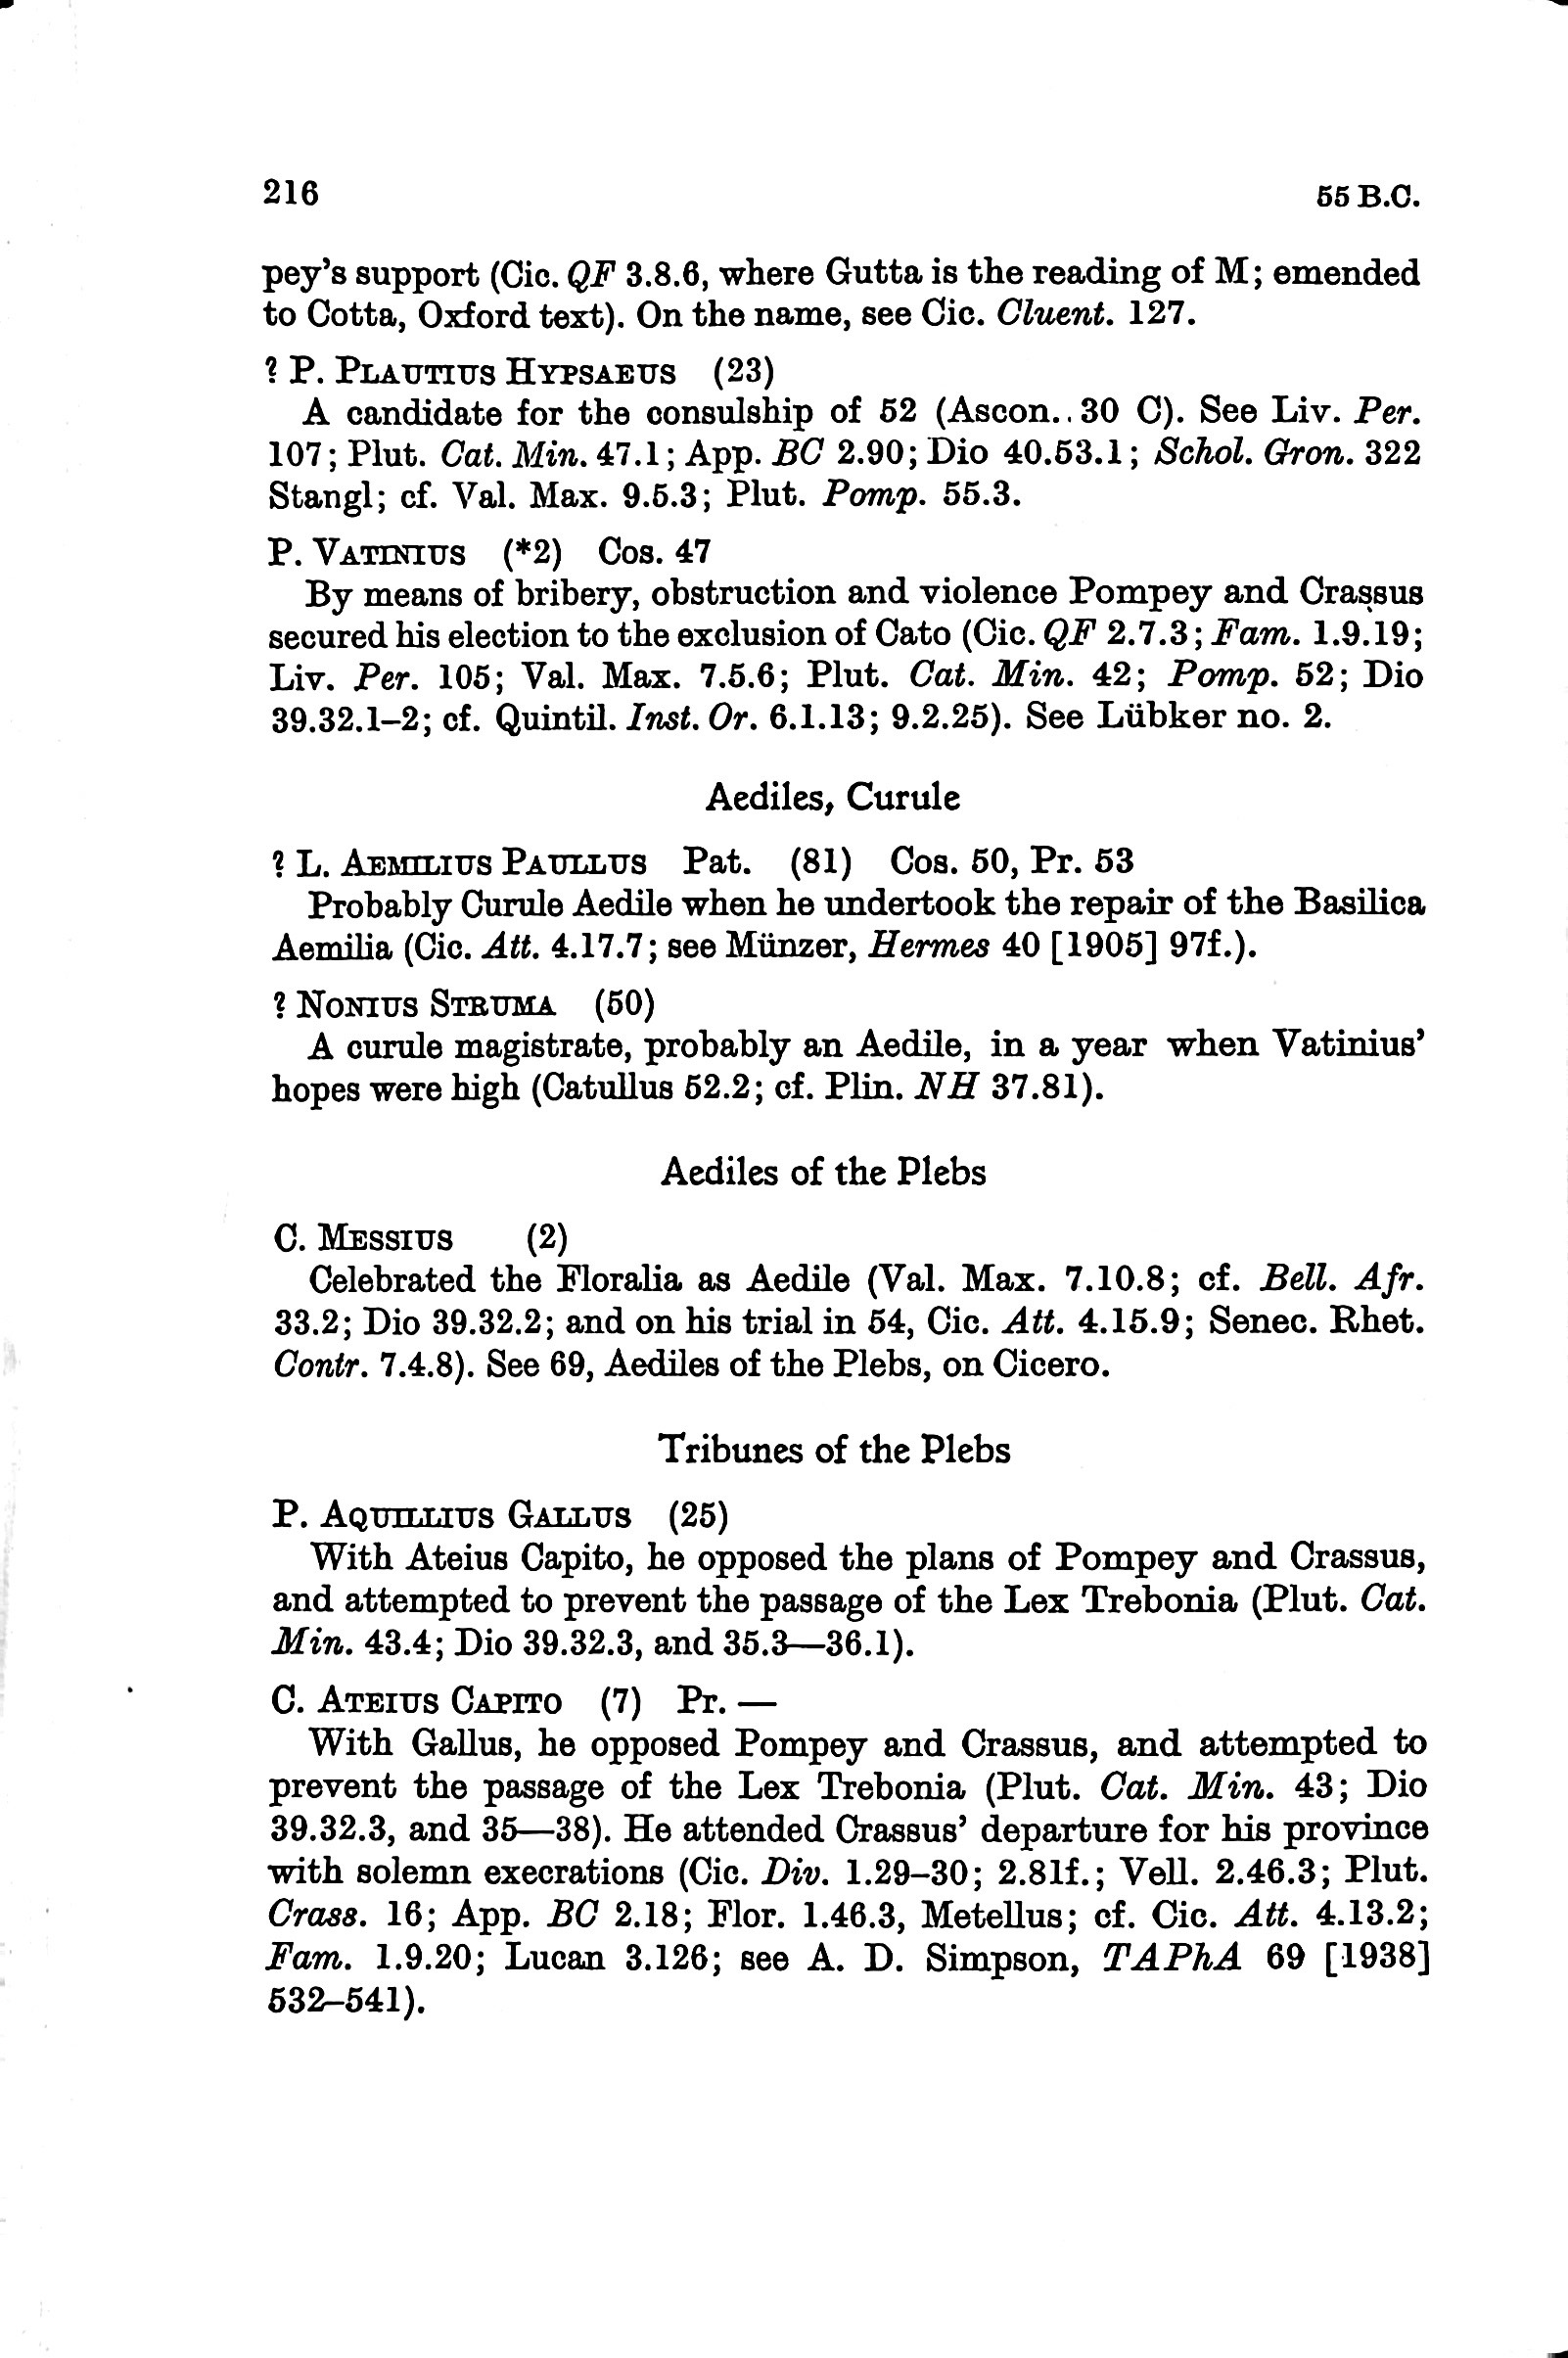 216 55 B.C.
pey's support (Cic. QF 3.8.6, where Gutta is the reading of M; emended
to Cotta, Oxford text). On the name, see Cic. Cluent. 127.
? P. PLAUTIUS HYPSAEUS (23)
A candidate for the consulship of 52 (Ascon. . 30 C). See Liv. Per.
107; Plut. Cat. Min. 47.1; App. BC 2.90; Dio 40.53.1; Schol. Gron. 322
Stangl; cf. Val. Max. 9.5.3; Plut. Pomp. 55.3.
P. VATINIUS (*2) Cos. 47
By means of bribery, obstruction and violence Pompey and Crassus
secured his election to the exclusion of Cato (Cic. QF 2.7.3; Fam. 1.9.19;
Liv. Per. 105; Val. Max. 7.5.6; Plut. Cat. Min. 42; Pomp. 52; Dio
39.32.1–2; cf. Quintil. Inst. Or. 6.1.13; 9.2.25). See Lübker no. 2.
Aediles, Curule
? L. AEMILIUS PAULLUS Pat. (81) Cos. 50, Pr. 53
Probably Curule Aedile when he undertook the repair of the Basilica
Aemilia (Cic. Att. 4.17.7; see Münzer, Hermes 40 [1905] 97f.).
? NONIUS STRUMA (50)
A curule magistrate, probably an Aedile, in a year when Vatinius'
hopes were high (Catullus 52.2; cf. Plin. NH 37.81).
Aediles of the Plebs
C. MESSIUS (2)
Celebrated the Floralia as Aedile (Val. Max. 7.10.8; cf. Bell. Afr.
33.2; Dio 39.32.2; and on his trial in 54, Cic. Att. 4.15.9; Senec. Rhet.
Contr. 7.4.8). See 69, Aediles of the Plebs, on Cicero.
Tribunes of the Plebs
P. AQUILLIUS GALLUS (25)
With Ateius Capito, he opposed the plans of Pompey and Crassus,
and attempted to prevent the passage of the Lex Trebonia (Plut. Cat.
Min. 43.4; Dio 39.32.3, and 35.3—36.1).
C. ATEIUS CAPITO (7) Pr. —
With Gallus, he opposed Pompey and Crassus, and attempted to
prevent the passage of the Lex Trebonia (Plut. Cat. Min. 43; Dio
39.32.3, and 35—38). He attended Crassus' departure for his province
with solemn execrations (Cic. Div. 1.29–30; 2.81f.; Vell. 2.46.3; Plut.
Crass. 16; App. BC 2.18; Flor. 1.46.3, Metellus; cf. Cic. Att. 4.13.2;
Fam. 1.9.20; Lucan 3.126; see A. D. Simpson, TAPhA 69 [1938]
532–541).